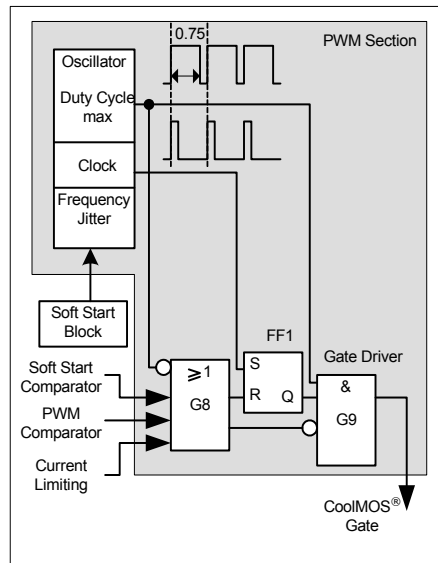 0.75
PWM Section
Oscillator
Duty Cycle
max
Clock
Frequency
Jitter
Soft Start
Block
FF1
Gate Driver
Soft Start
Comparator
PWM
Comparator
Current
Limiting
≥1
G8
S
R
Q
&
G9
CoolMOS®
Gate